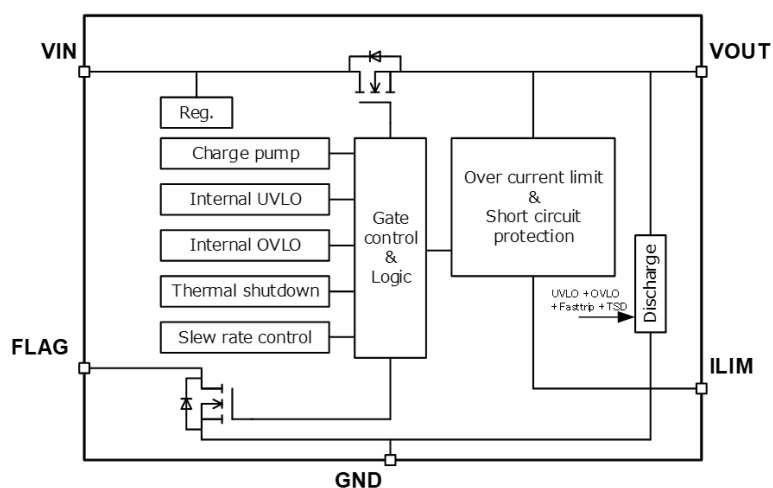 VIN
VOUT
Reg.
Charge pump
Internal UVLO
Internal OVLO
Thermal shutdown
Slew rate control
Gate
control
&
Logic
Over current limit
&
Short circuit
protection
UVLO +OVLO
+ Fasttrip + TSD
Discharge
FLAG
ILIM
GND